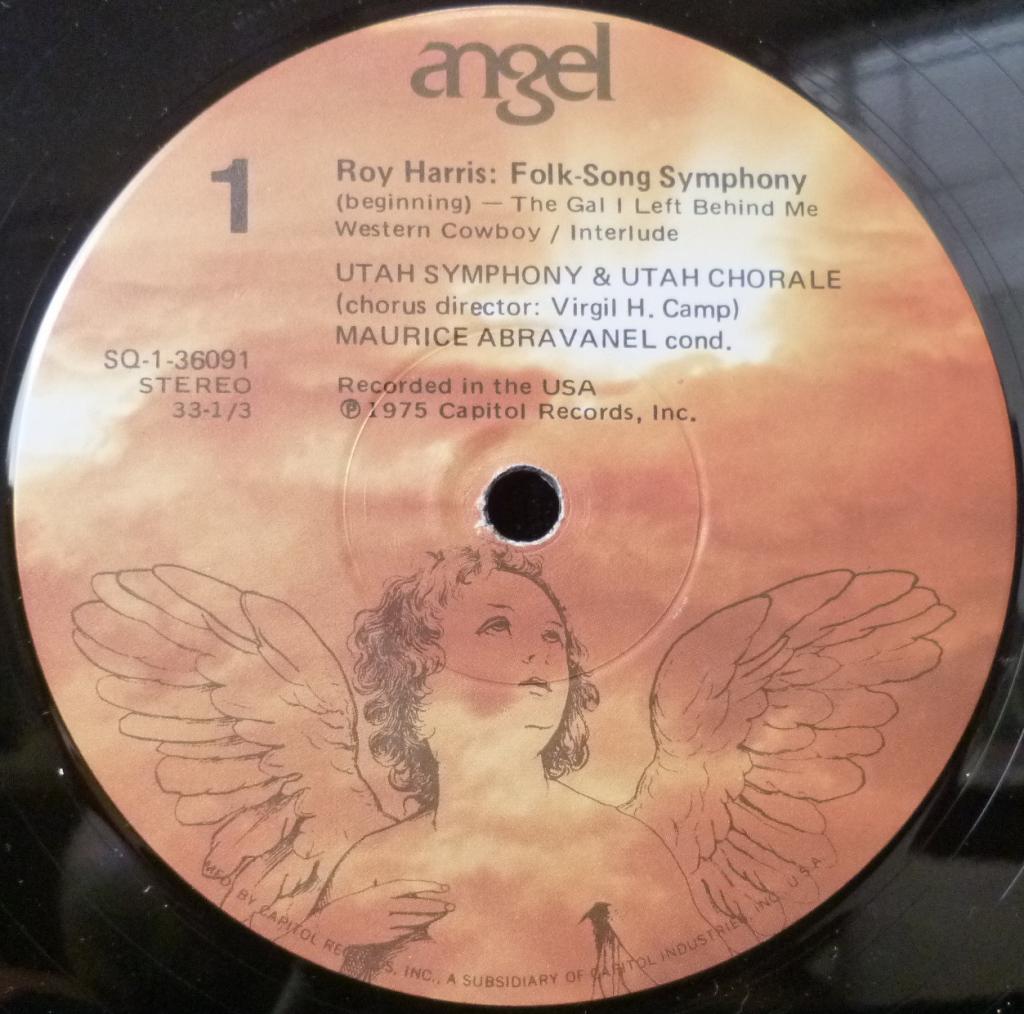 angel
1
Roy Harris: Folk-Song Symphony
(beginning) — The Gal I Left Behind Me
Western Cowboy / Interlude
UTAH SYMPHONY & UTAH CHORALE
(chorus director: Virgil H. Camp)
MAURICE ABRAVANEL cond.
SQ-1-36091
STEREO
33-1/3
Recorded in the USA
℗ 1975 Capitol Records, Inc.
MFD. BY CAPITOL RECORDS, INC., A SUBSIDIARY OF CAPITOL INDUSTRIES, INC. U.S.A.